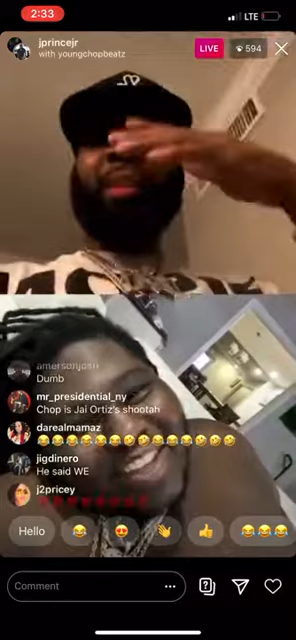 2:33
LTE
jprincejr
LIVE
594
with youngchopbeatz
Dumb
mr_presidential_ny
Chop is Jai Ortiz's shootah
darealmamaz
😂😂😂😂😂😂🤣🤣😂😂😂🤣🤣🤣
jigdinero
He said WE
j2pricey
Hello
😂
😍
👋
👍
😂😂😂
Comment